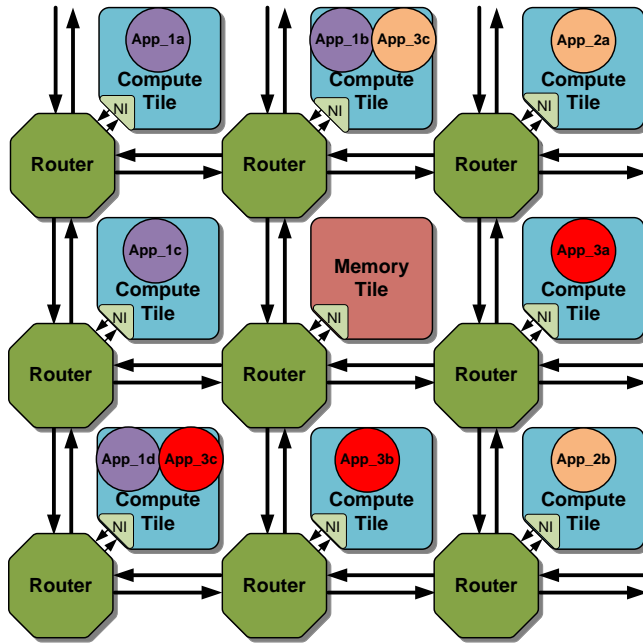 App_1a
Compute
Tile
NI
Router
App_1b
App_3c
Compute
Tile
NI
Router
App_2a
Compute
Tile
NI
Router
App_1c
Compute
Tile
NI
Router
Memory
Tile
NI
Router
App_3a
Compute
Tile
NI
Router
App_1d
App_3c
Compute
Tile
NI
Router
App_3b
Compute
Tile
NI
Router
App_2b
Compute
Tile
NI
Router